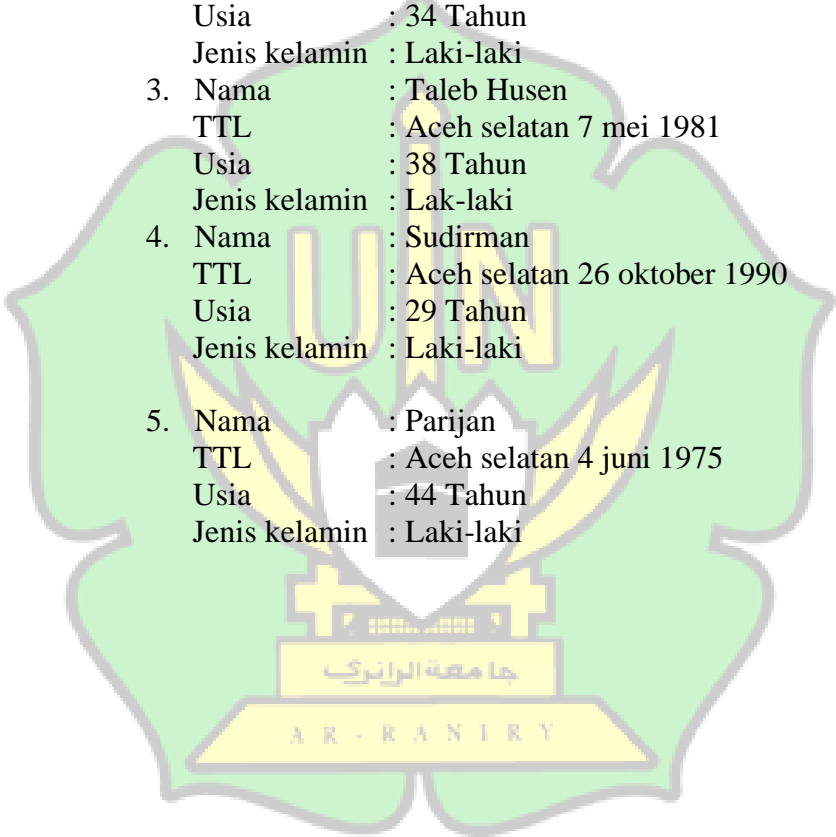 Usia : 34 Tahun
Jenis kelamin : Laki-laki
3. Nama : Taleb Husen
TTL : Aceh selatan 7 mei 1981
Usia : 38 Tahun
Jenis kelamin : Lak-laki
4. Nama : Sudirman
TTL : Aceh selatan 26 oktober 1990
Usia : 29 Tahun
Jenis kelamin : Laki-laki
5. Nama : Parijan
TTL : Aceh selatan 4 juni 1975
Usia : 44 Tahun
Jenis kelamin : Laki-laki
UIN
جامعة الرانري
AR-RANIRY